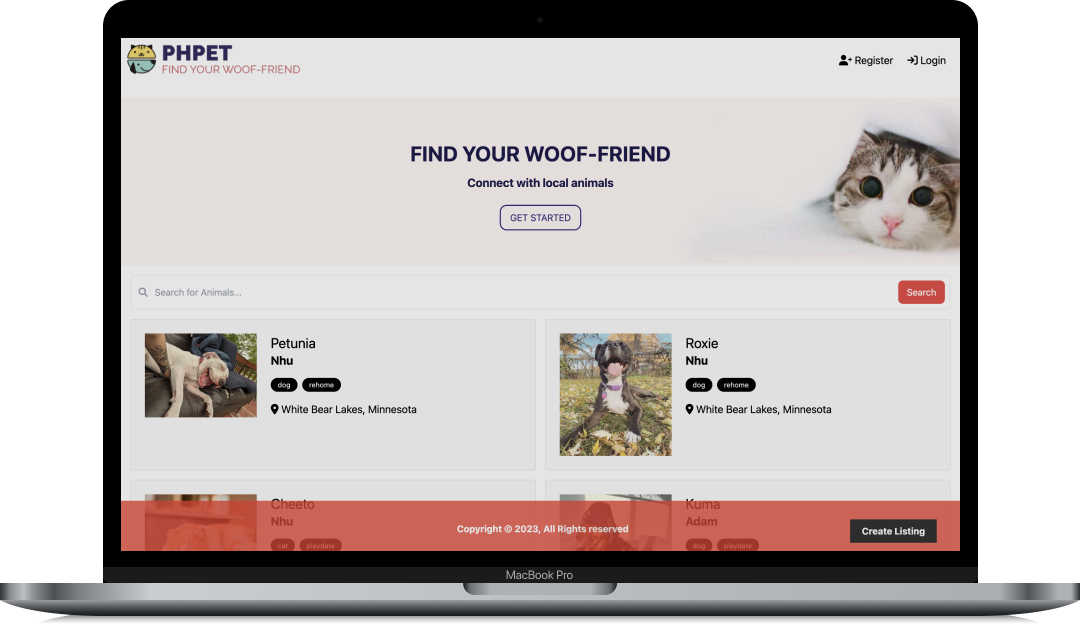 PHPET
FIND YOUR WOOF-FRIEND
Register
Login
FIND YOUR WOOF-FRIEND
Connect with local animals
GET STARTED
Search for Animals...
Search
Petunia
Nhu
dog rehome
White Bear Lakes, Minnesota
Roxie
Nhu
dog rehome
White Bear Lakes, Minnesota
Cheeto
Nhu
cat playdate
Kuma
Adam
dog playdate
Copyright © 2023, All Rights reserved
Create Listing
MacBook Pro